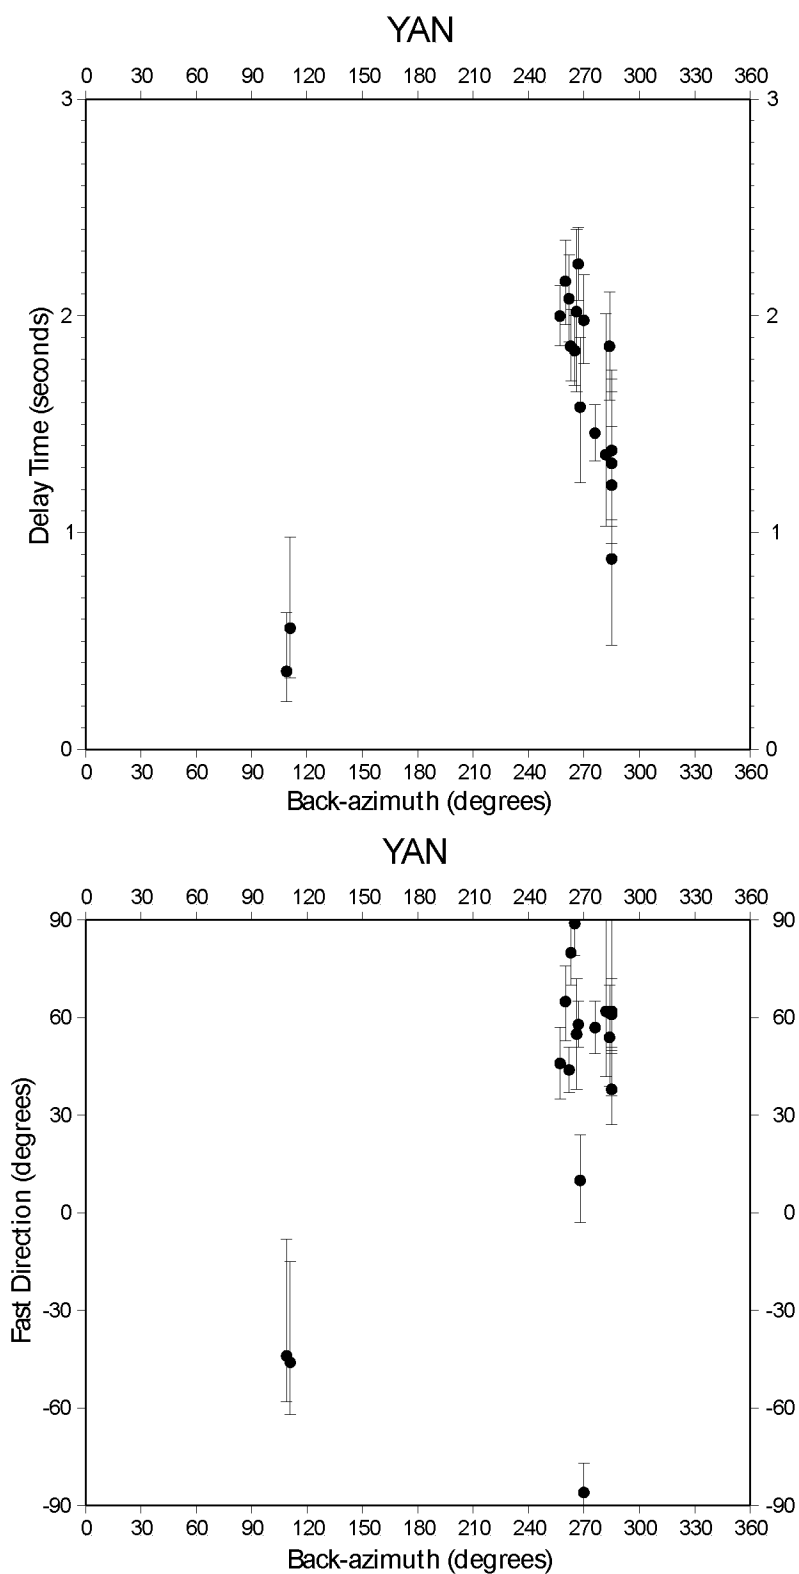 YAN
0 30 60 90 120 150 180 210 240 270 300 330 360
3 3
2 2
Delay Time (seconds)
1 1
0 0
0 30 60 90 120 150 180 210 240 270 300 330 360
Back-azimuth (degrees)
YAN
0 30 60 90 120 150 180 210 240 270 300 330 360
90 90
60 60
30 30
Fast Direction (degrees)
0 0
-30 -30
-60 -60
-90 -90
0 30 60 90 120 150 180 210 240 270 300 330 360
Back-azimuth (degrees)